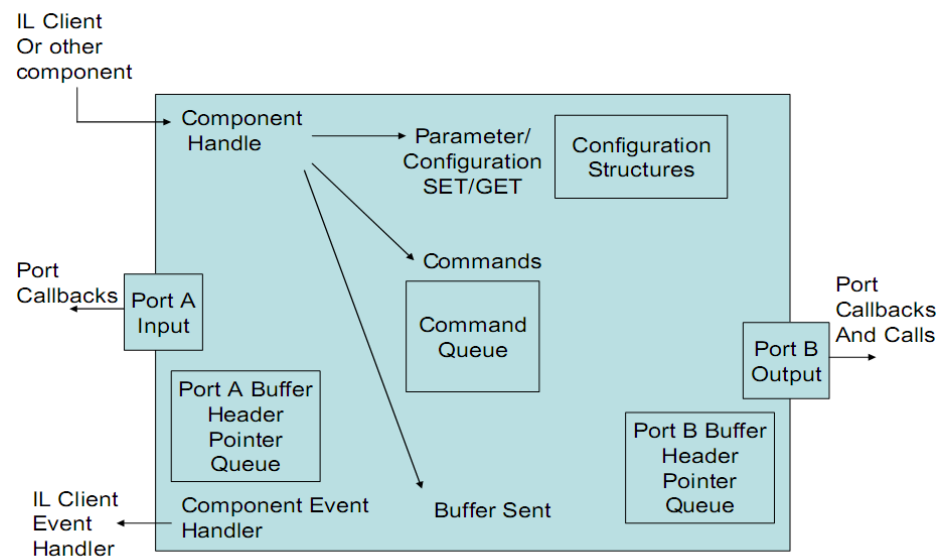 IL Client
Or other
component
Component
Handle
Parameter/
Configuration
SET/GET
Configuration
Structures
Commands
Command
Queue
Port
Callbacks
Port A
Input
Port
Callbacks
And Calls
Port B
Output
Port A Buffer
Header
Pointer
Queue
Port B Buffer
Header
Pointer
Queue
IL Client
Event
Handler
Component Event
Handler
Buffer Sent